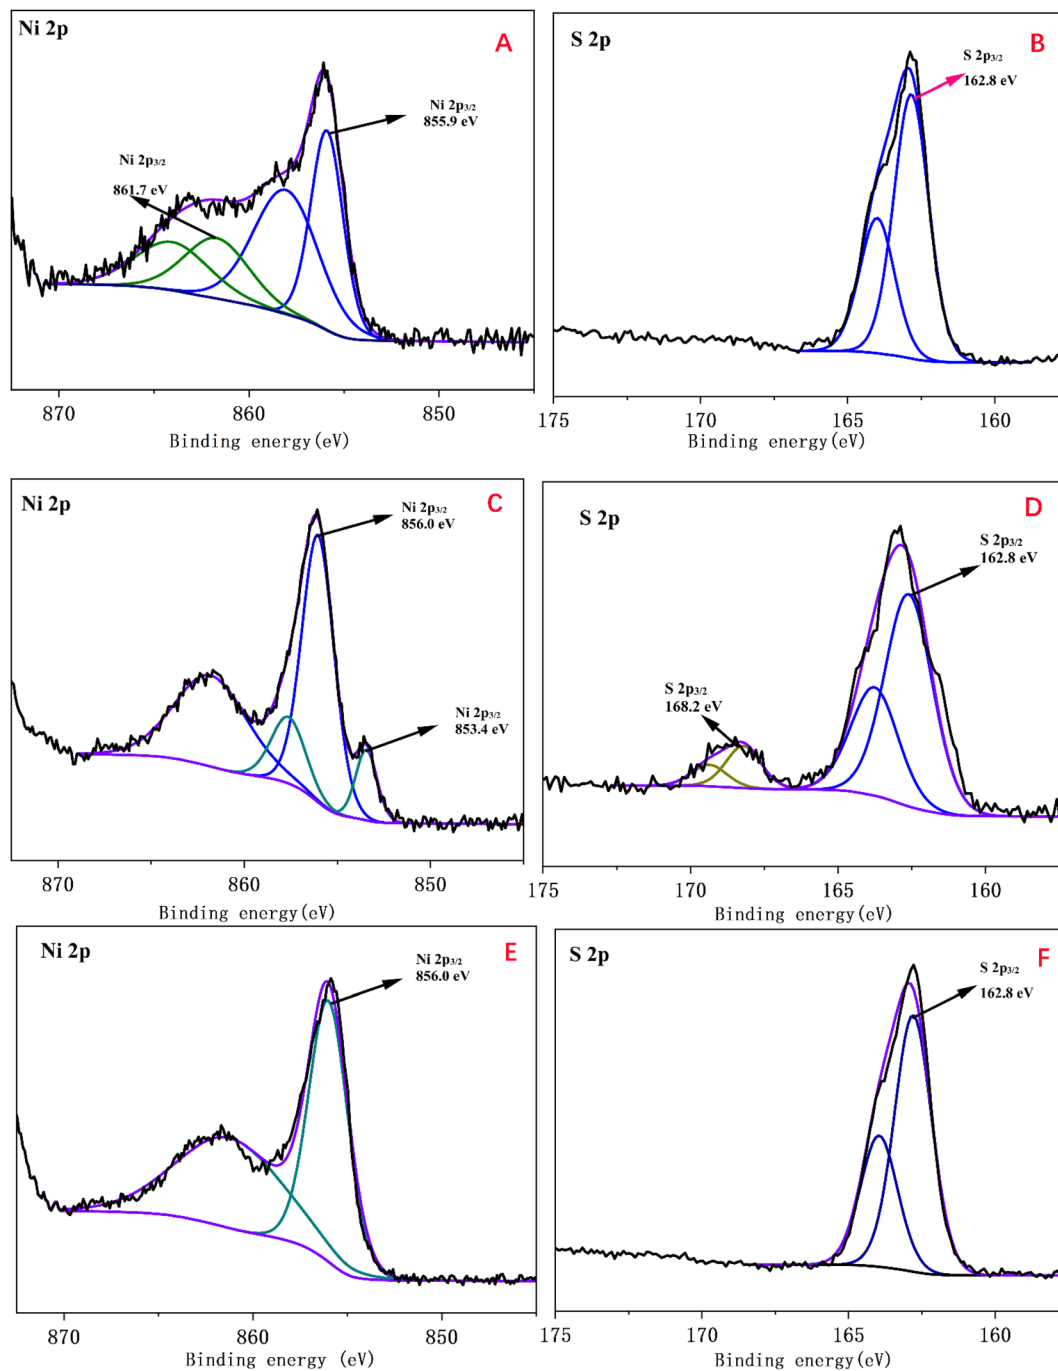 Ni 2p
A
Ni 2p3/2
855.9 eV
Ni 2p3/2
861.7 eV
870
860
850
Binding energy(eV)
S 2p
B
S 2p3/2
162.8 eV
175
170
165
160
Binding energy(eV)
Ni 2p
C
Ni 2p3/2
856.0 eV
Ni 2p3/2
853.4 eV
870
860
850
Binding energy(eV)
S 2p
D
S 2p3/2
162.8 eV
S 2p3/2
168.2 eV
175
170
165
160
Binding energy(eV)
Ni 2p
E
Ni 2p3/2
856.0 eV
870
860
850
Binding energy (eV)
S 2p
F
S 2p3/2
162.8 eV
175
170
165
160
Binding energy(eV)